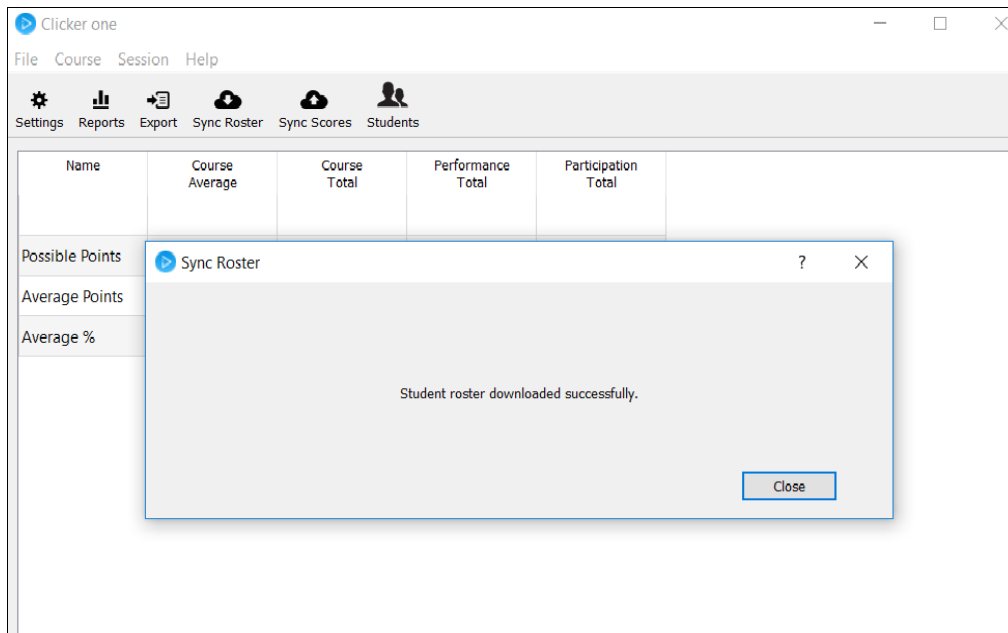 Clicker one
File Course Session Help
Settings Reports Export Sync Roster Sync Scores Students
Name Course Average Course Total Performance Total Participation Total
Possible Points
Average Points
Average %
Sync Roster ?
Student roster downloaded successfully.
Close